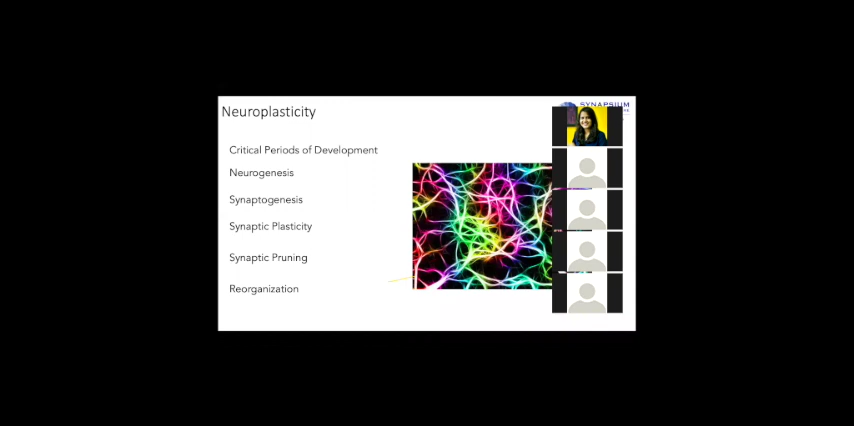 Neuroplasticity
SYNAPSIUM
Critical Periods of Development
Neurogenesis
Synaptogenesis
Synaptic Plasticity
Synaptic Pruning
Reorganization